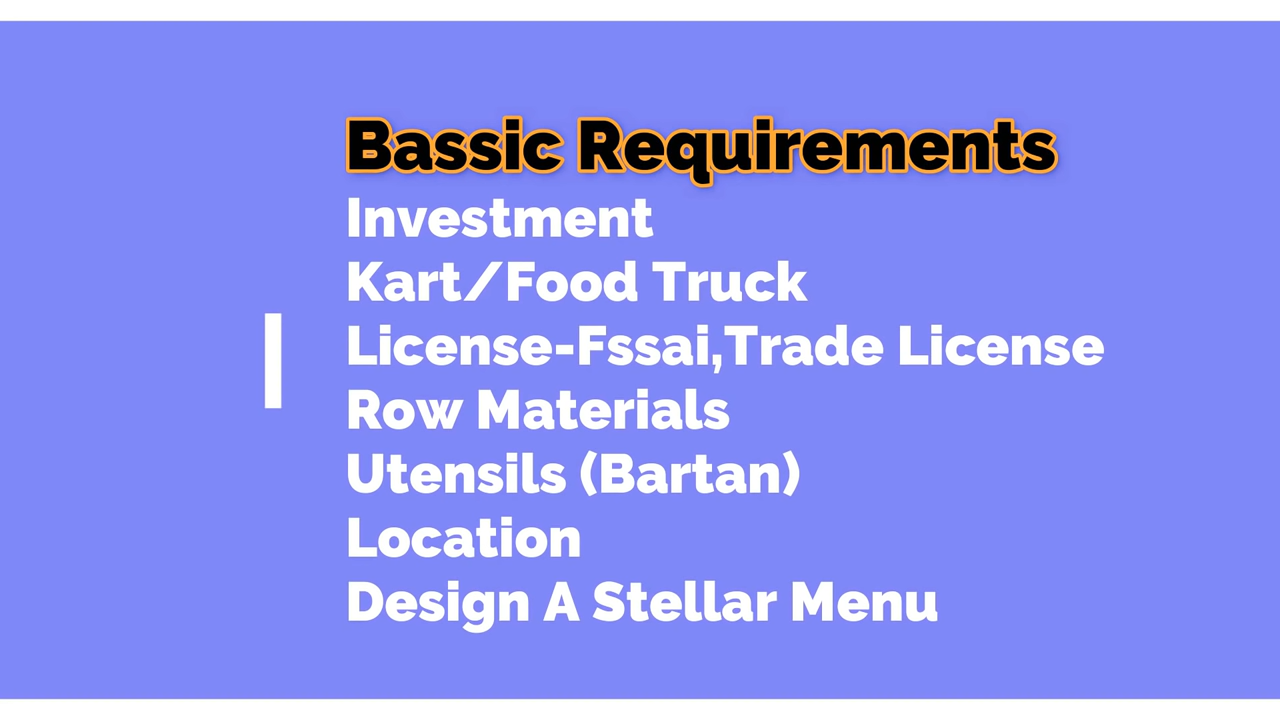 Bassic Requirements
Investment
Kart/Food Truck
License-Fssai,Trade License
Row Materials
Utensils (Bartan)
Location
Design A Stellar Menu